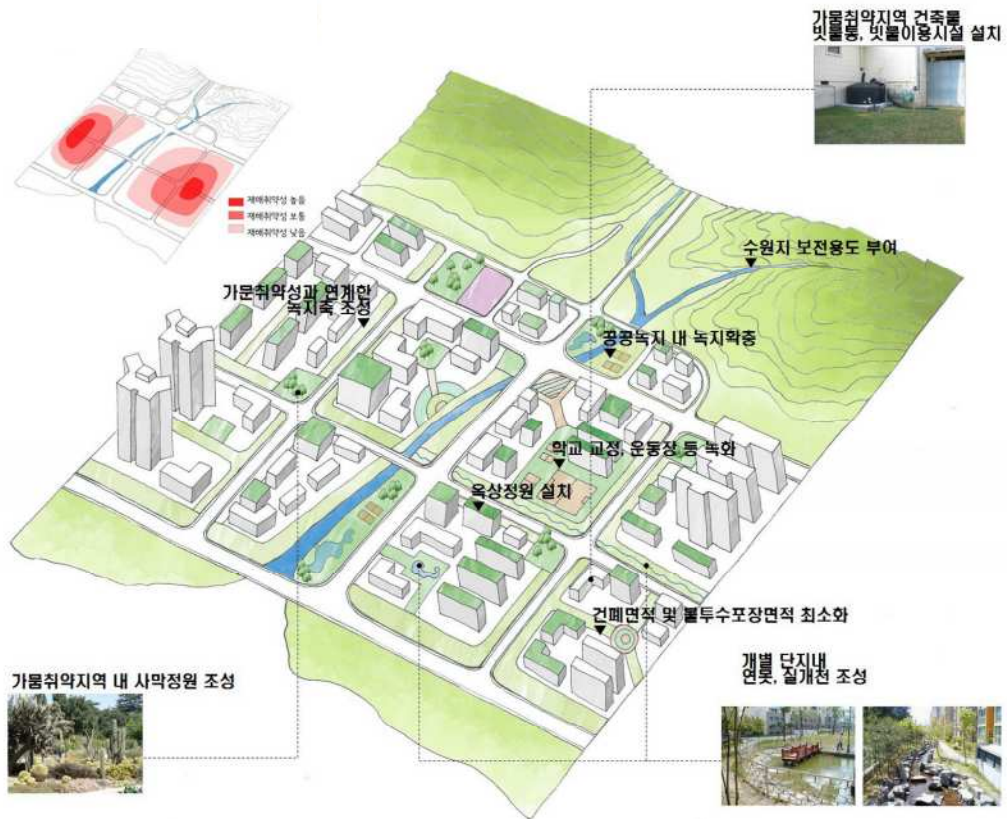 가뭄취약지역 건축물
빗물통, 빗물이용시설 설치
재해취약성 높음
재해취약성 보통
재해취약성 낮음
수원지 보전용도 부여
가뭄취약성과 연계한
녹지축 조성
공공녹지 내 녹지확충
학교 교정, 운동장 등 녹화
옥상정원 설치
건폐면적 및 불투수포장면적 최소화
개별 단지내
연못, 실개천 조성
가뭄취약지역 내 사막정원 조성